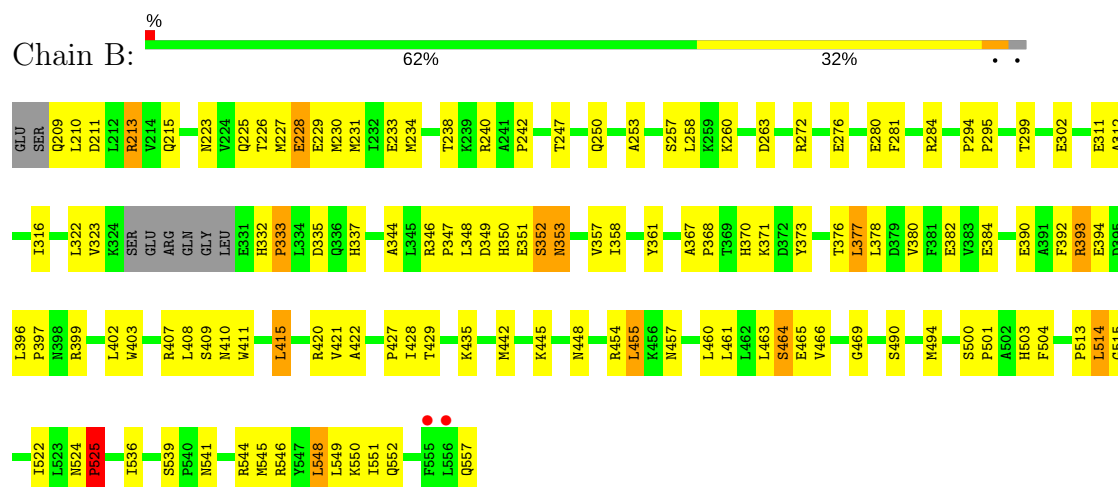 %
Chain B:
62% 32% • •
GLU SER Q209 L210 D211 L212 R213 V214 Q215 N223 V224 Q225 T226 M227 E228 E229 M230 M231 I232 E233 M234 T238 K239 R240 A241 P242 T247 Q250 A253 S257 L258 K259 K260 D263 R272 E276 E280 F281 R284 P294 P295 T299 E302 E311 A312
I316 L322 V323 K324 SER GLU ARG GLN GLY LEU E331 H332 P333 L334 D335 Q336 H337 A344 L345 R346 P347 L348 D349 H350 E351 S352 N353 V357 I358 Y361 A367 P368 T369 H370 K371 D372 Y373 T376 L377 L378 D379 V380 F381 E382 V383 E384 E390 A391 F392 R393 E394 D395
L396 P397 N398 R399 L402 W403 R407 L408 S409 N410 W411 L415 R420 V421 A422 P427 I428 T429 K435 M442 K445 N448 R454 L455 K456 N457 L460 L461 L462 L463 S464 E465 V466 G469 S490 M494 S500 P501 A502 H503 F504 P513 L514 G515
I522 L523 N524 P525 I536 S539 P540 N541 R544 M545 R546 Y547 L548 L549 K550 I551 Q552 F555 L556 Q557